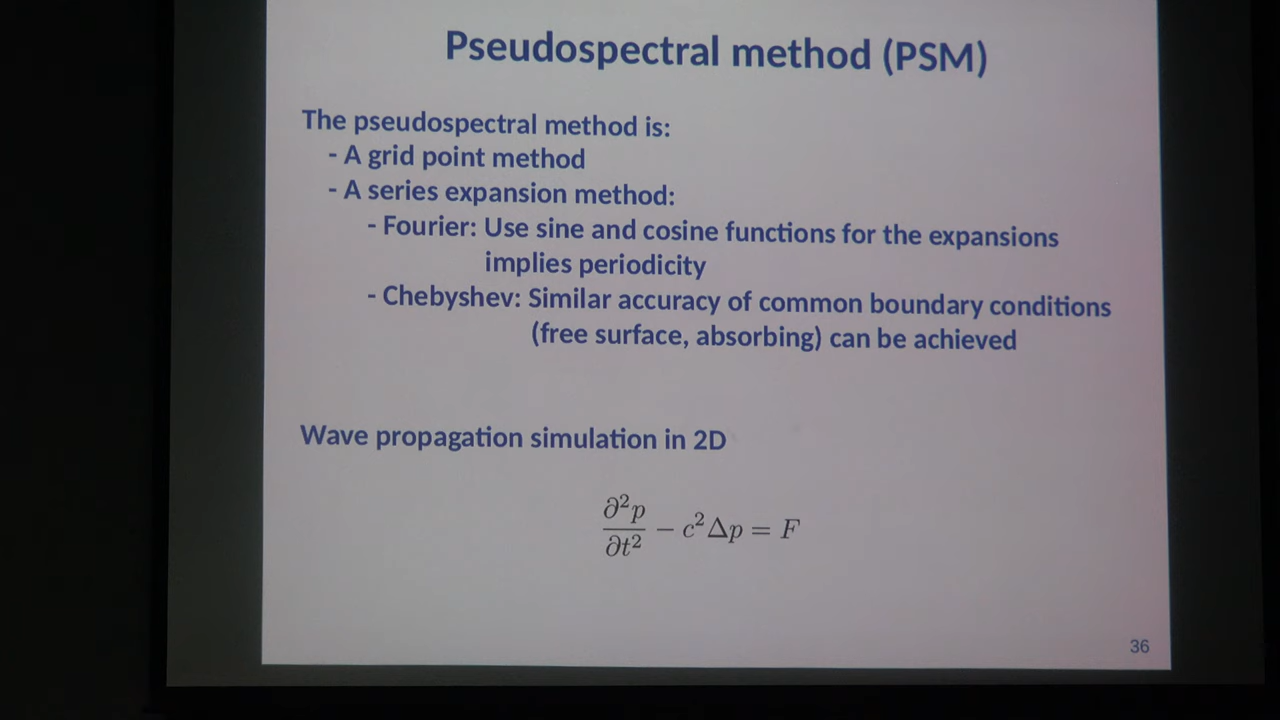 Pseudospectral method (PSM)
The pseudospectral method is:
- A grid point method
- A series expansion method:
- Fourier: Use sine and cosine functions for the expansions
implies periodicity
- Chebyshev: Similar accuracy of common boundary conditions
(free surface, absorbing) can be achieved
Wave propagation simulation in 2D
∂²p/∂t² − c²Δp = F
36